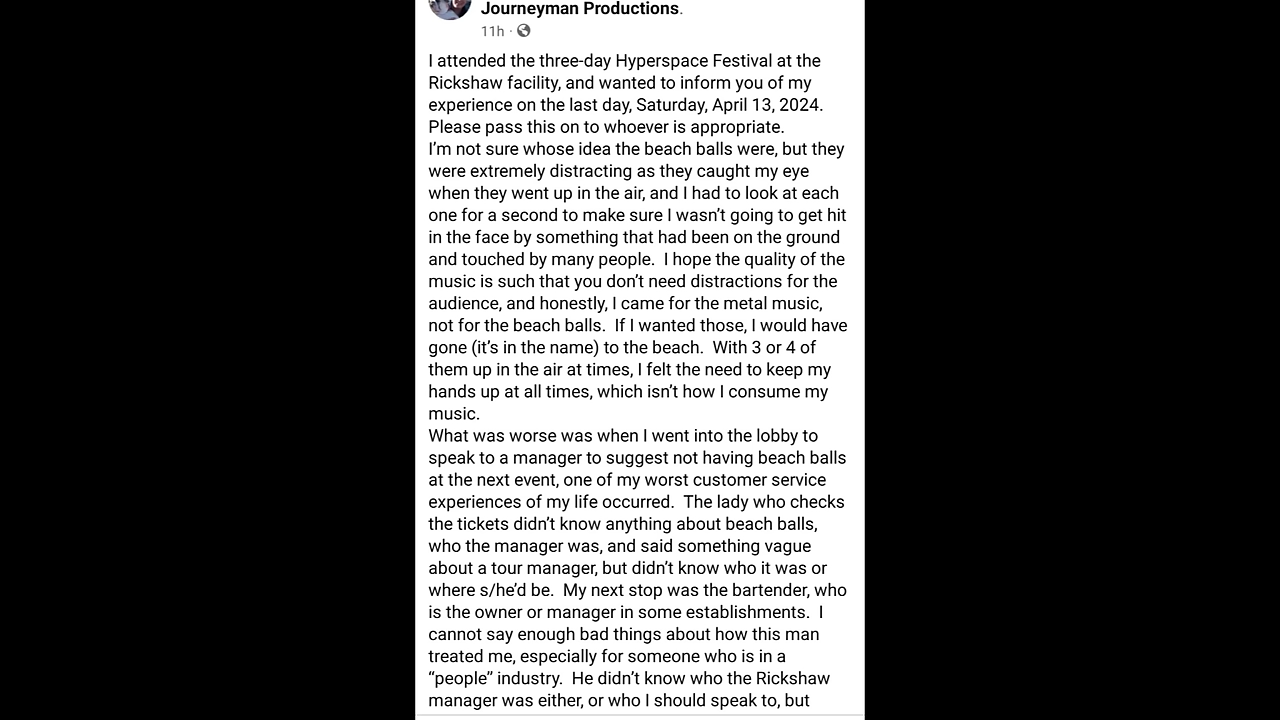 Journeyman Productions.
11h ·
I attended the three-day Hyperspace Festival at the
Rickshaw facility, and wanted to inform you of my
experience on the last day, Saturday, April 13, 2024.
Please pass this on to whoever is appropriate.
I’m not sure whose idea the beach balls were, but they
were extremely distracting as they caught my eye
when they went up in the air, and I had to look at each
one for a second to make sure I wasn’t going to get hit
in the face by something that had been on the ground
and touched by many people.  I hope the quality of the
music is such that you don’t need distractions for the
audience, and honestly, I came for the metal music,
not for the beach balls.  If I wanted those, I would have
gone (it’s in the name) to the beach.  With 3 or 4 of
them up in the air at times, I felt the need to keep my
hands up at all times, which isn’t how I consume my
music.
What was worse was when I went into the lobby to
speak to a manager to suggest not having beach balls
at the next event, one of my worst customer service
experiences of my life occurred.  The lady who checks
the tickets didn’t know anything about beach balls,
who the manager was, and said something vague
about a tour manager, but didn’t know who it was or
where s/he’d be.  My next stop was the bartender, who
is the owner or manager in some establishments.  I
cannot say enough bad things about how this man
treated me, especially for someone who is in a
“people” industry.  He didn’t know who the Rickshaw
manager was either, or who I should speak to, but